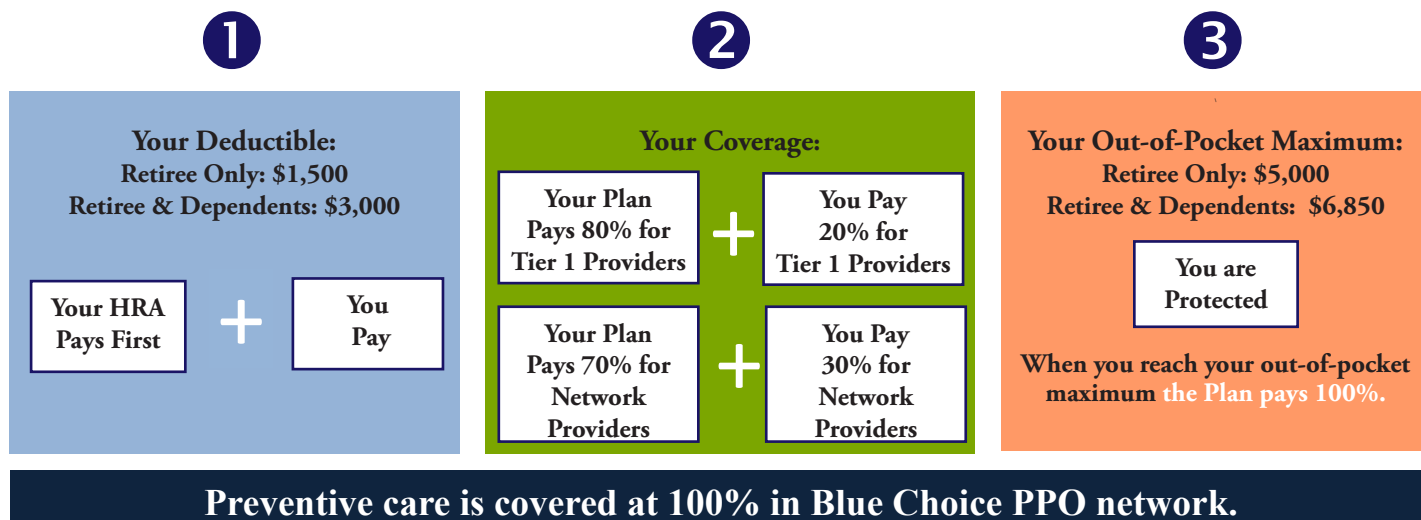 1
Your Deductible:
Retiree Only: $1,500
Retiree & Dependents: $3,000
Your HRA
Pays First
+
You
Pay
2
Your Coverage:
Your Plan
Pays 80% for
Tier 1 Providers
+
You Pay
20% for
Tier 1 Providers
Your Plan
Pays 70% for
Network
Providers
+
You Pay
30% for
Network
Providers
3
Your Out-of-Pocket Maximum:
Retiree Only: $5,000
Retiree & Dependents: $6,850
You are
Protected
When you reach your out-of-pocket
maximum the Plan pays 100%.
Preventive care is covered at 100% in Blue Choice PPO network.